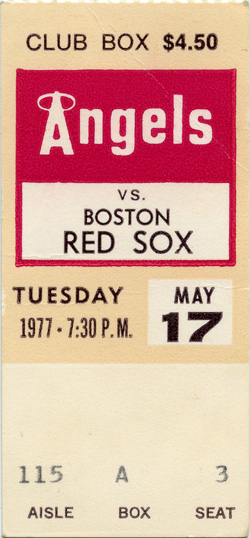 CLUB BOX $4.50
Angels
VS.
BOSTON
RED SOX
TUESDAY MAY
1977 • 7:30 P.M. 17
115 A 3
AISLE BOX SEAT